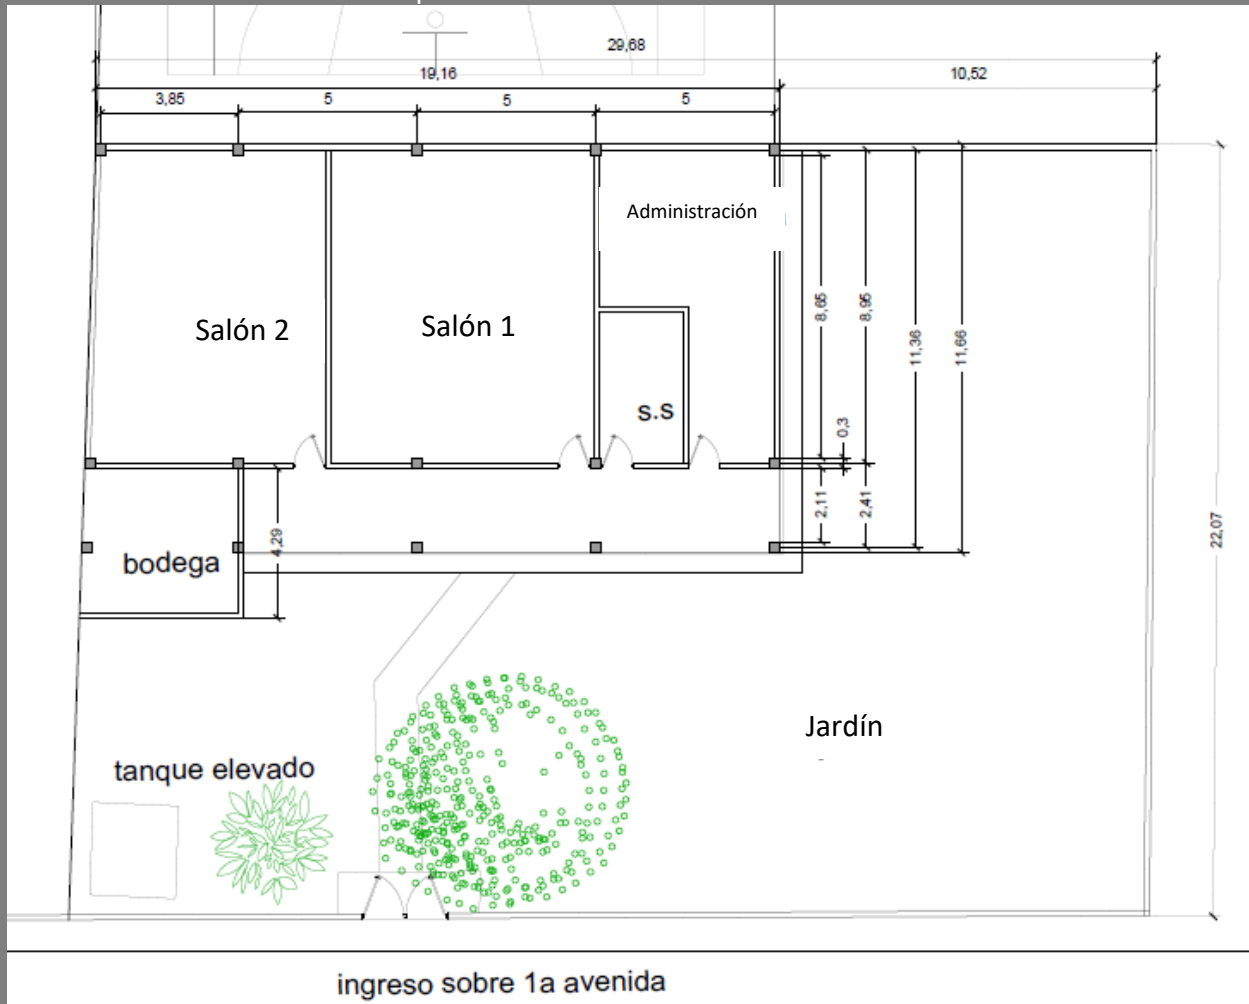 29,68
19,16
10,52
3,85
5
5
5
Administración
Salón 2
Salón 1
s.s
8,65
8,95
11,36
11,66
0,3
2,11
2,41
4,29
22,07
bodega
Jardín
tanque elevado
ingreso sobre 1a avenida